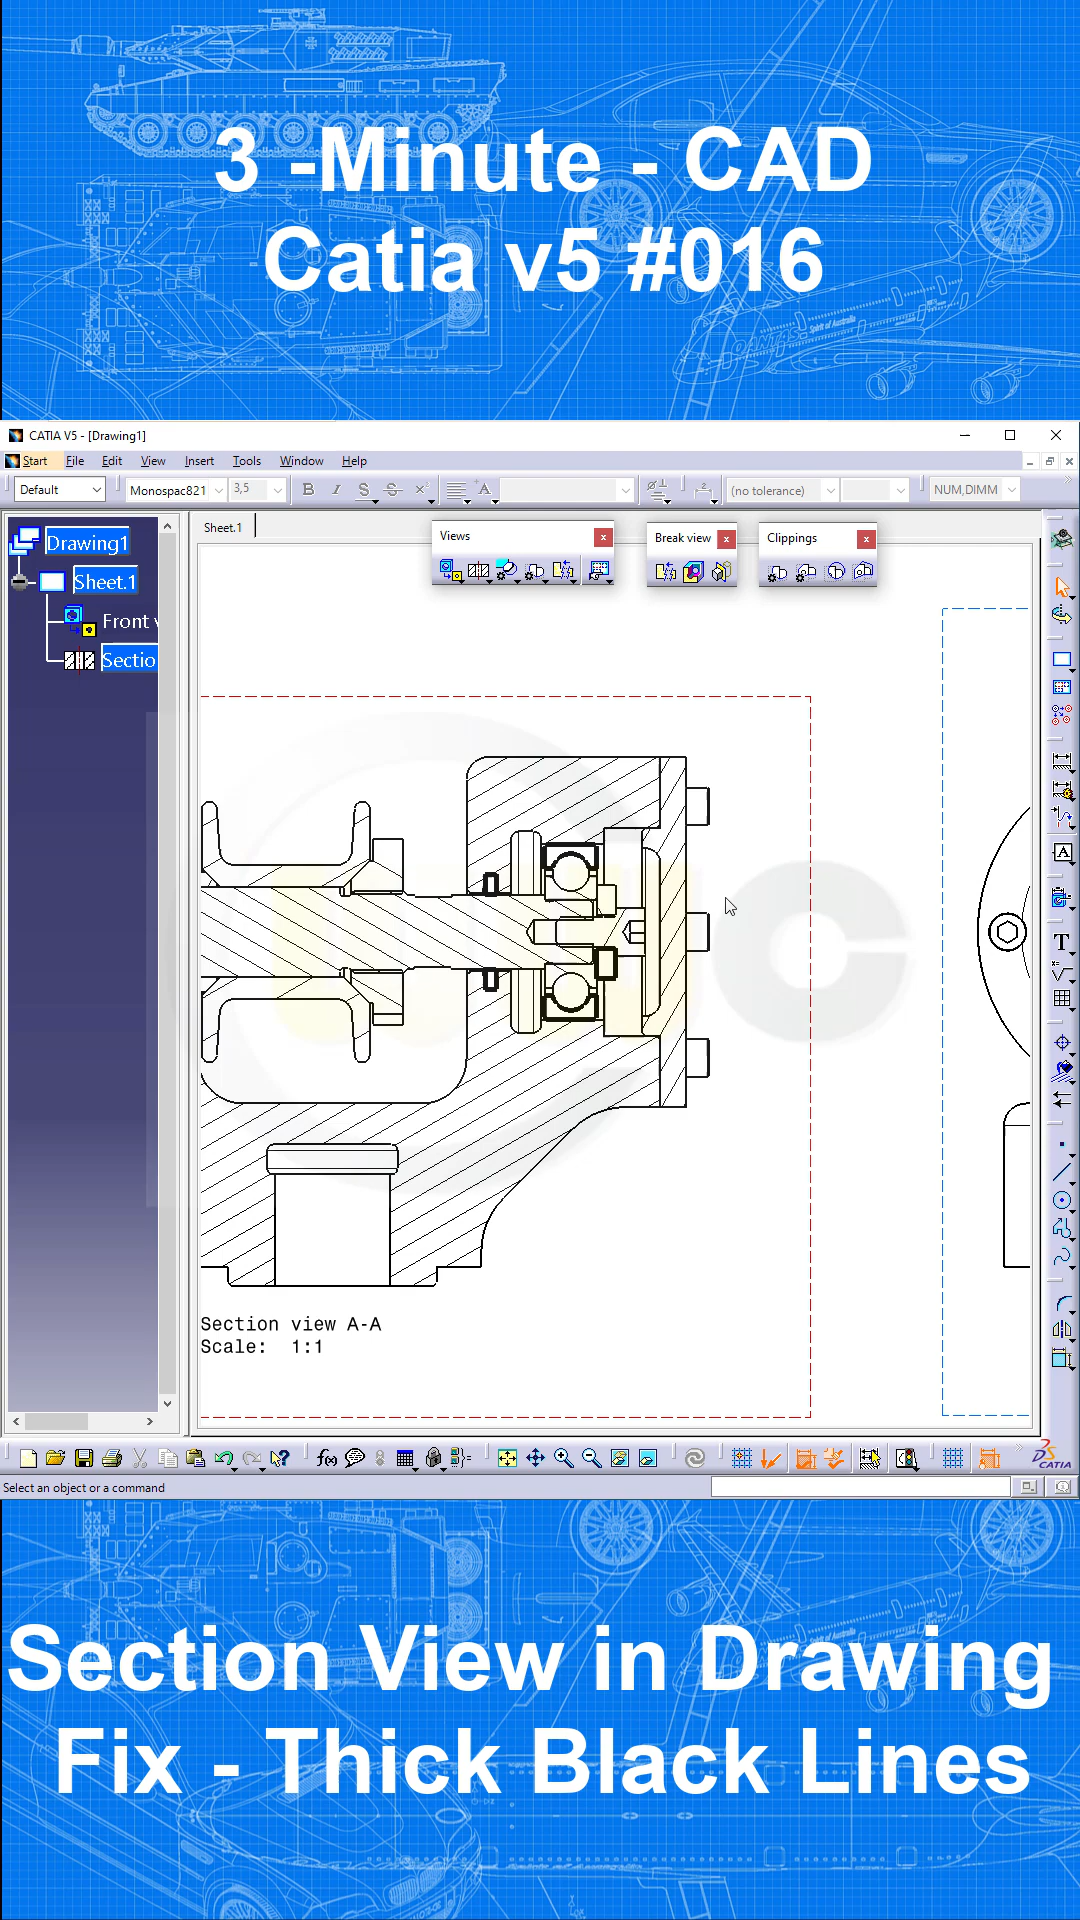 3 -Minute - CAD
Catia v5 #016
CATIA V5 - [Drawing1]
Start File Edit View Insert Tools Window Help
Default Monospac821 3,5 B I S S (no tolerance) NUM,DIMM
Drawing1
Sheet.1
Front v
Sectio
Sheet.1
Views
Break view
Clippings
Section view A-A
Scale: 1:1
CATIA
Select an object or a command
Section View in Drawing
Fix - Thick Black Lines